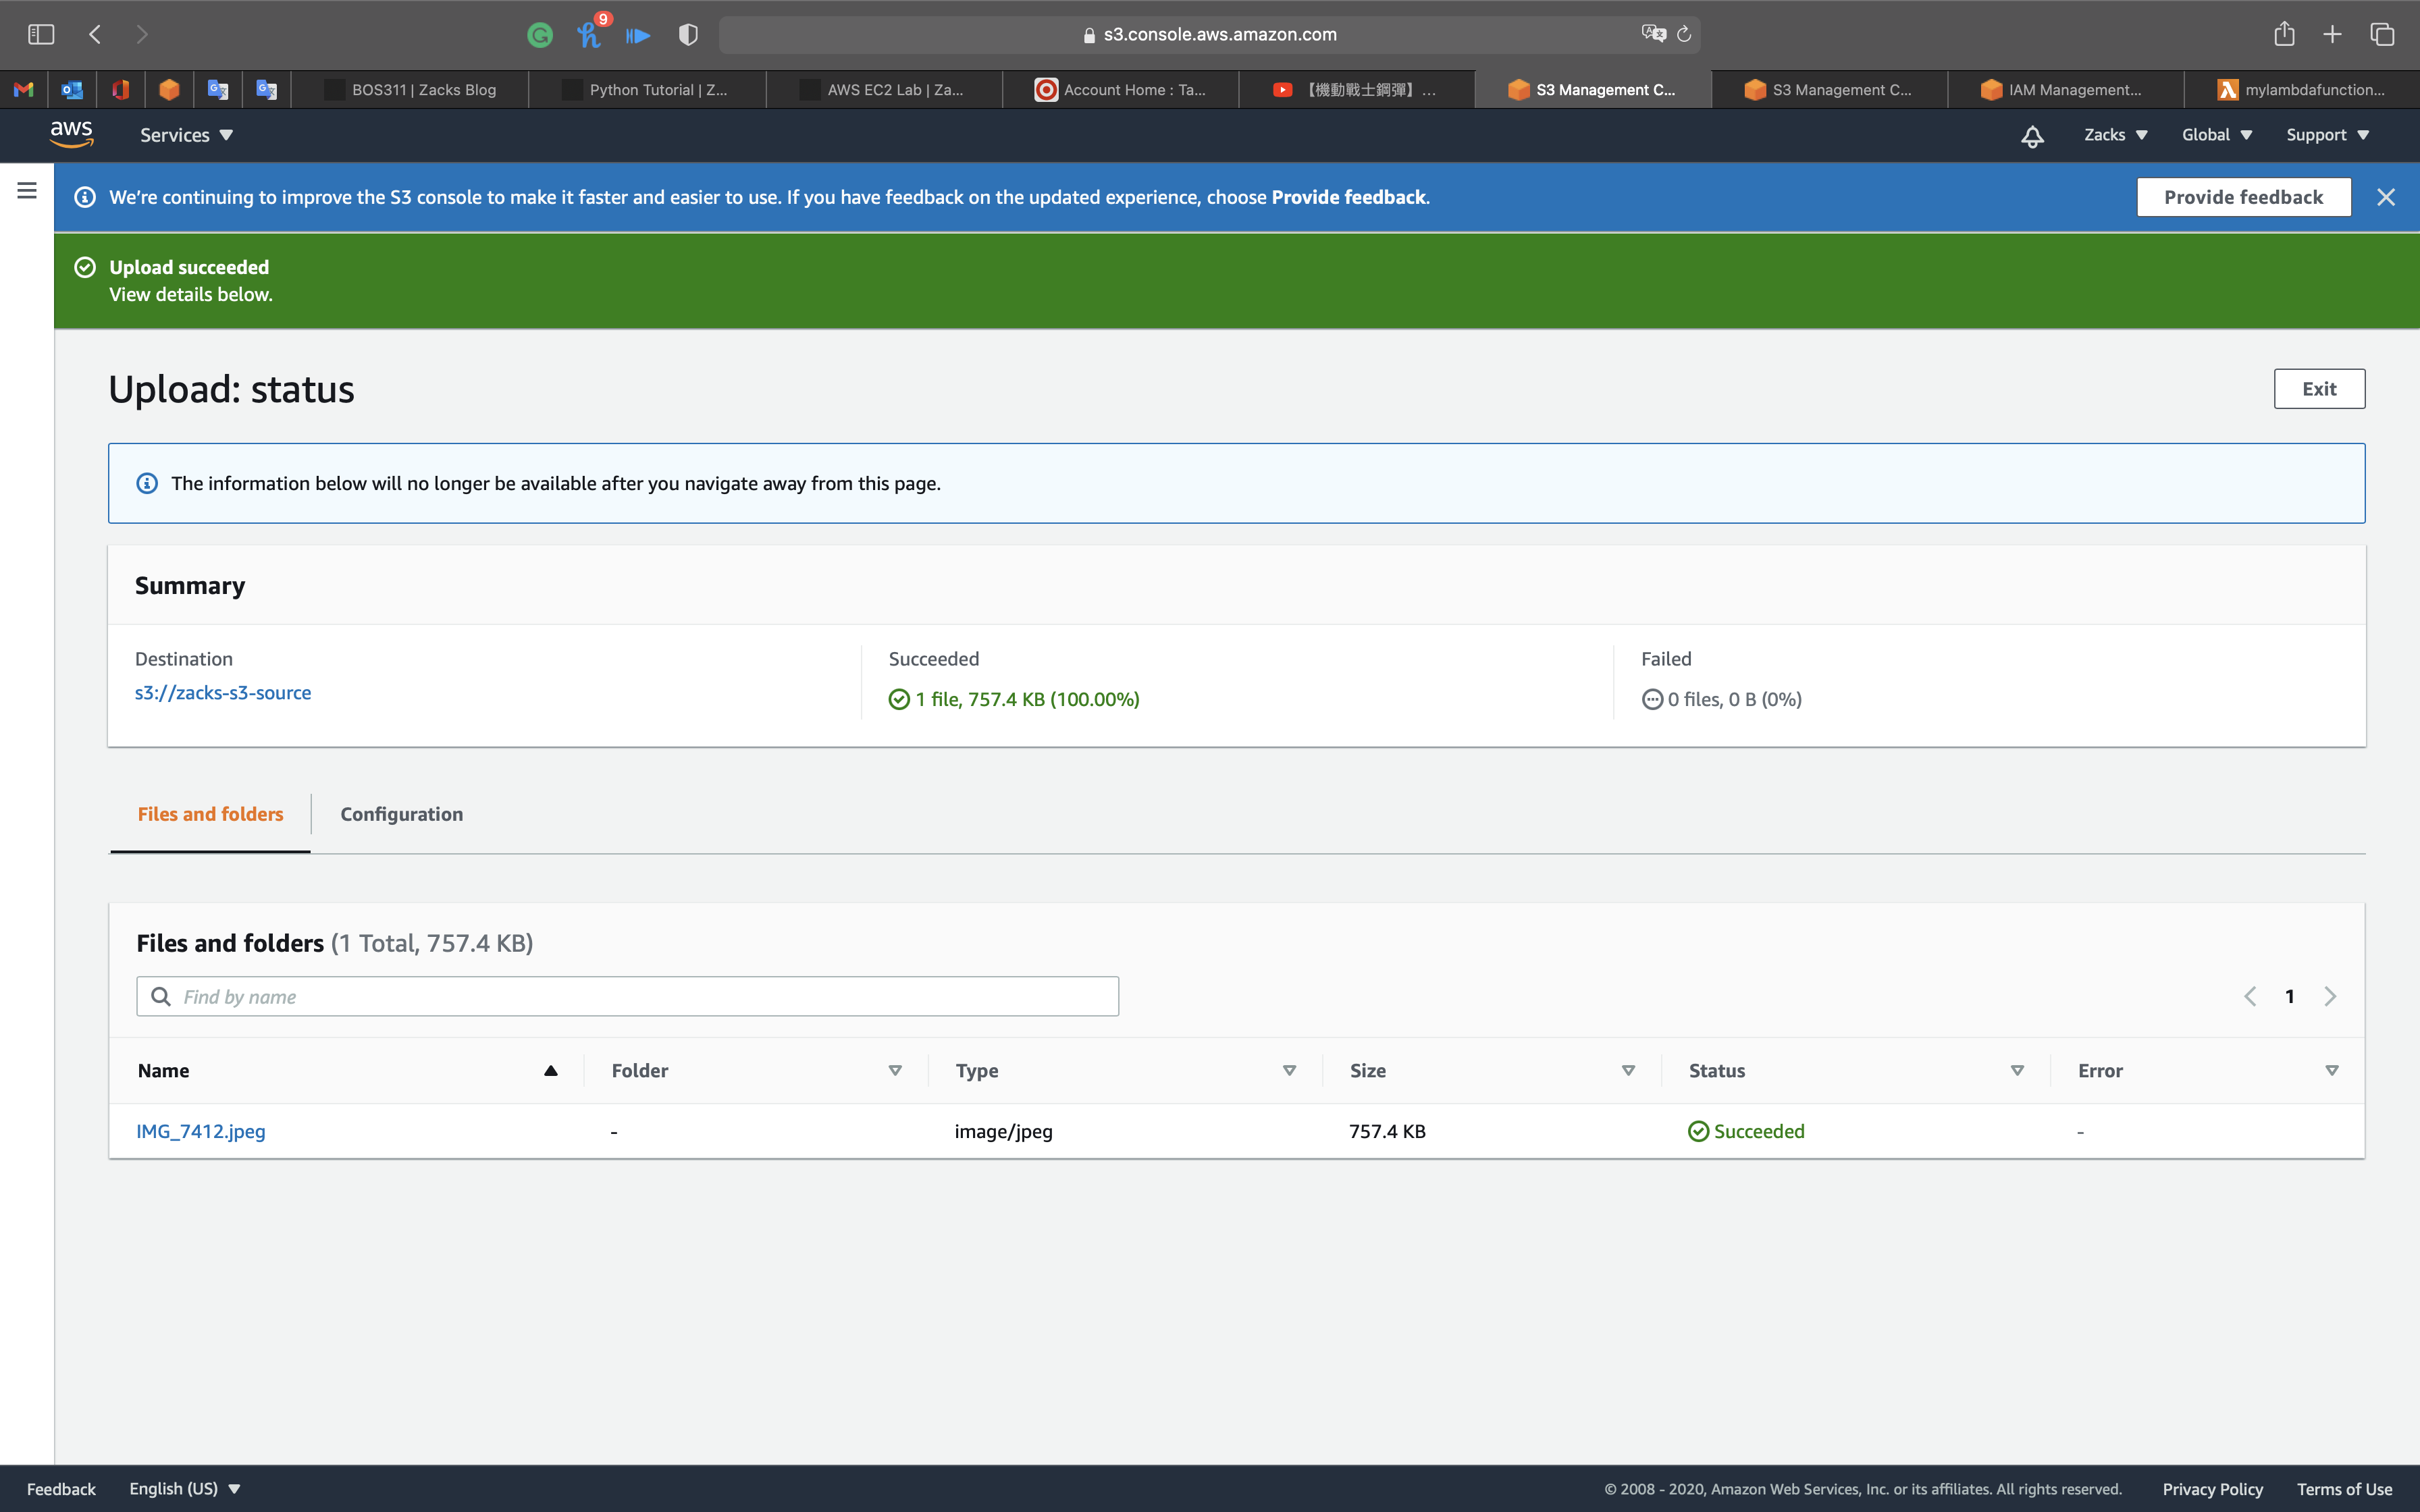 9
s3.console.aws.amazon.com
BOS311 | Zacks Blog
Python Tutorial | Z...
AWS EC2 Lab | Za...
Account Home : Ta...
【機動戰士鋼彈】...
S3 Management C...
S3 Management C...
IAM Management...
mylambdafunction...
aws
Services
Zacks
Global
Support
We're continuing to improve the S3 console to make it faster and easier to use. If you have feedback on the updated experience, choose Provide feedback.
Provide feedback
Upload succeeded
View details below.
Upload: status
Exit
The information below will no longer be available after you navigate away from this page.
Summary
Destination
s3://zacks-s3-source
Succeeded
1 file, 757.4 KB (100.00%)
Failed
0 files, 0 B (0%)
Files and folders
Configuration
Files and folders (1 Total, 757.4 KB)
Find by name
1
Name
Folder
Type
Size
Status
Error
IMG_7412.jpeg
-
image/jpeg
757.4 KB
Succeeded
-
Feedback
English (US)
© 2008 - 2020, Amazon Web Services, Inc. or its affiliates. All rights reserved.
Privacy Policy
Terms of Use